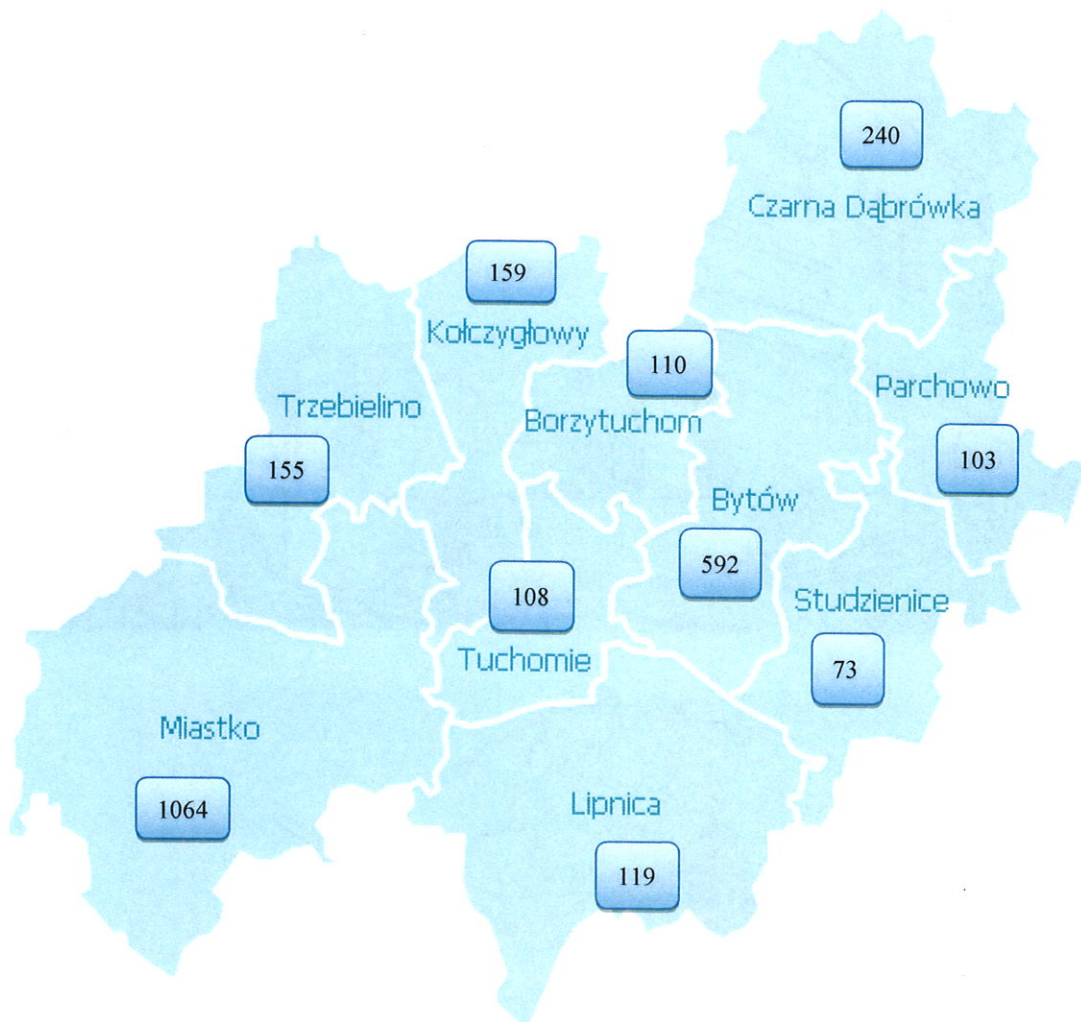 240
Czarna Dąbrówka
159
Kołczygłowy
110
Borzytuchom
Parchowo
103
Trzebielino
155
Bytów
592
108
Tuchomie
Studzienice
73
Miastko
1064
Lipnica
119